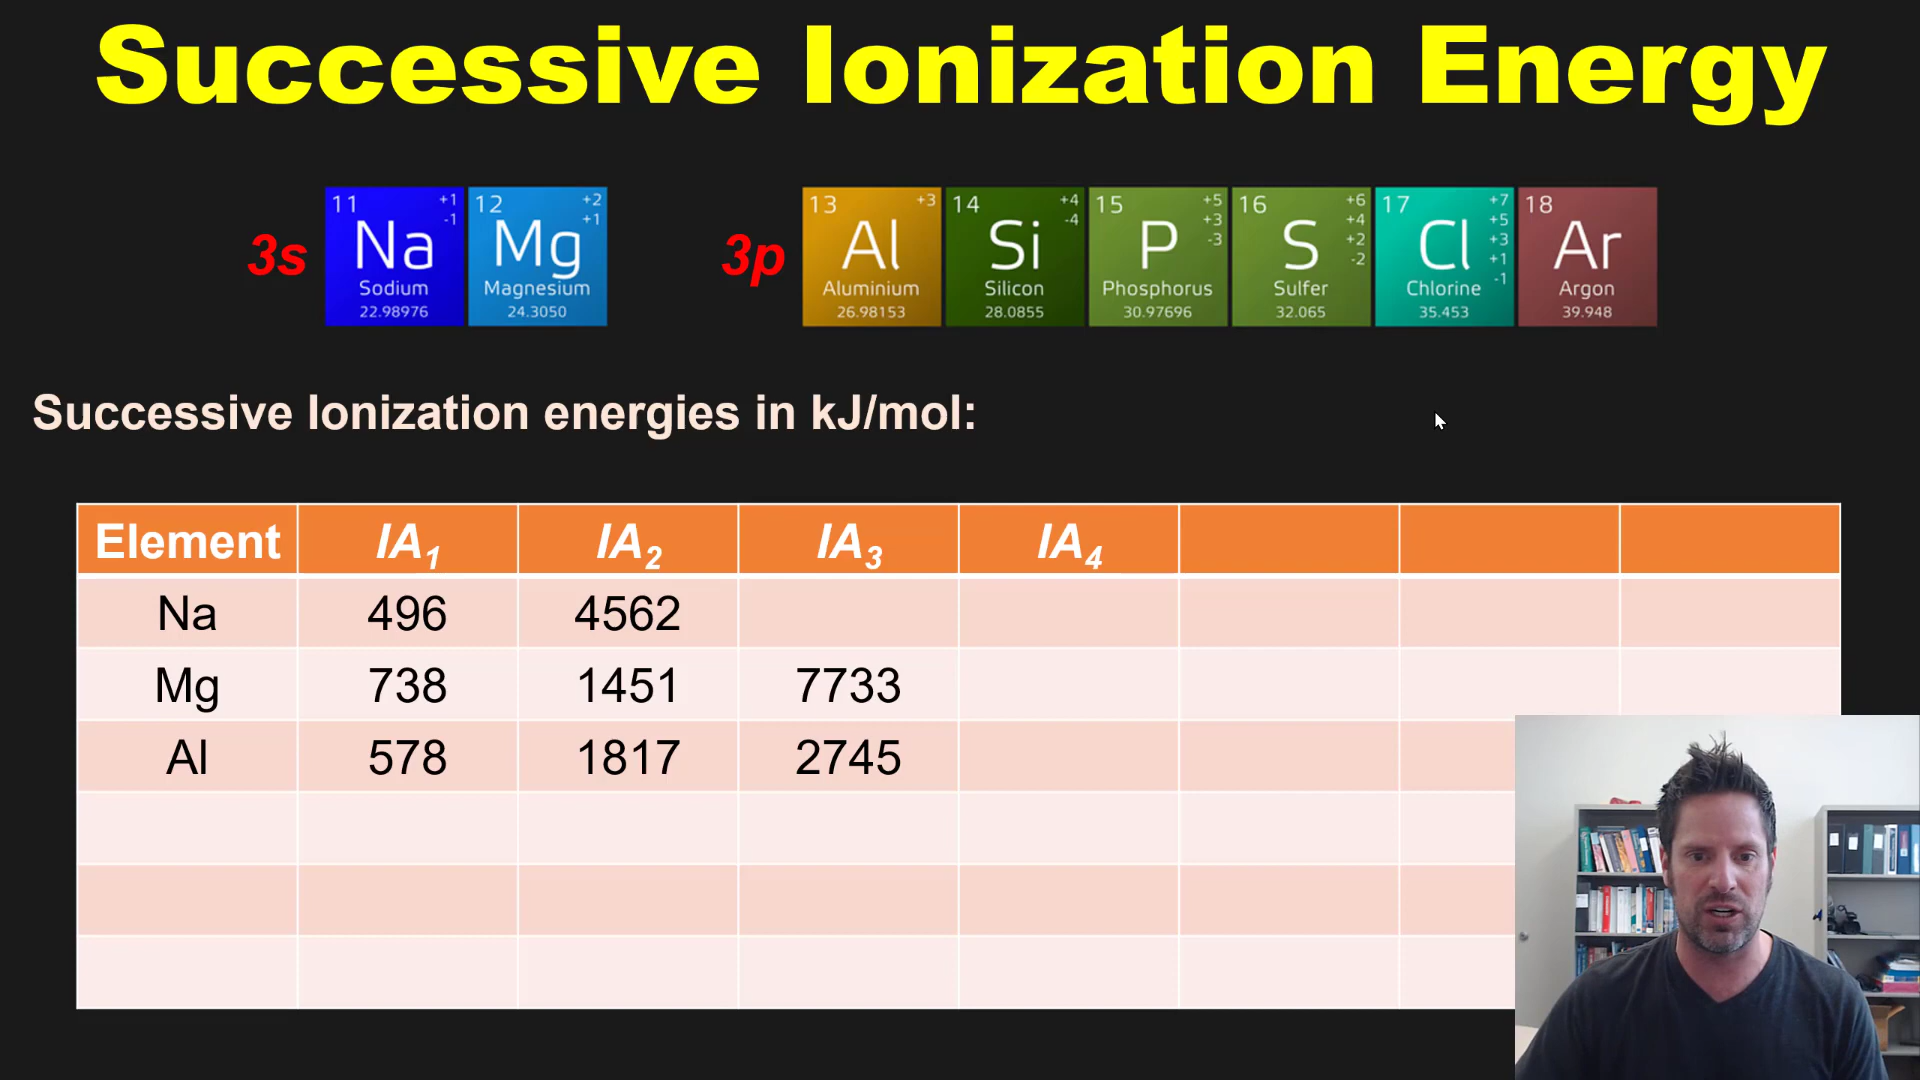 Successive Ionization Energy
3s
11 +1 -1 Na Sodium 22.98976
12 +2 +1 Mg Magnesium 24.3050
3p
13 +3 Al Aluminium 26.98153
14 +4 -4 Si Silicon 28.0855
15 +5 +3 -3 P Phosphorus 30.97696
16 +6 +4 +2 -2 S Sulfer 32.065
17 +7 +5 +3 +1 -1 Cl Chlorine 35.453
18 Ar Argon 39.948
Successive Ionization energies in kJ/mol:
Element IA1 IA2 IA3 IA4
Na 496 4562
Mg 738 1451 7733
Al 578 1817 2745